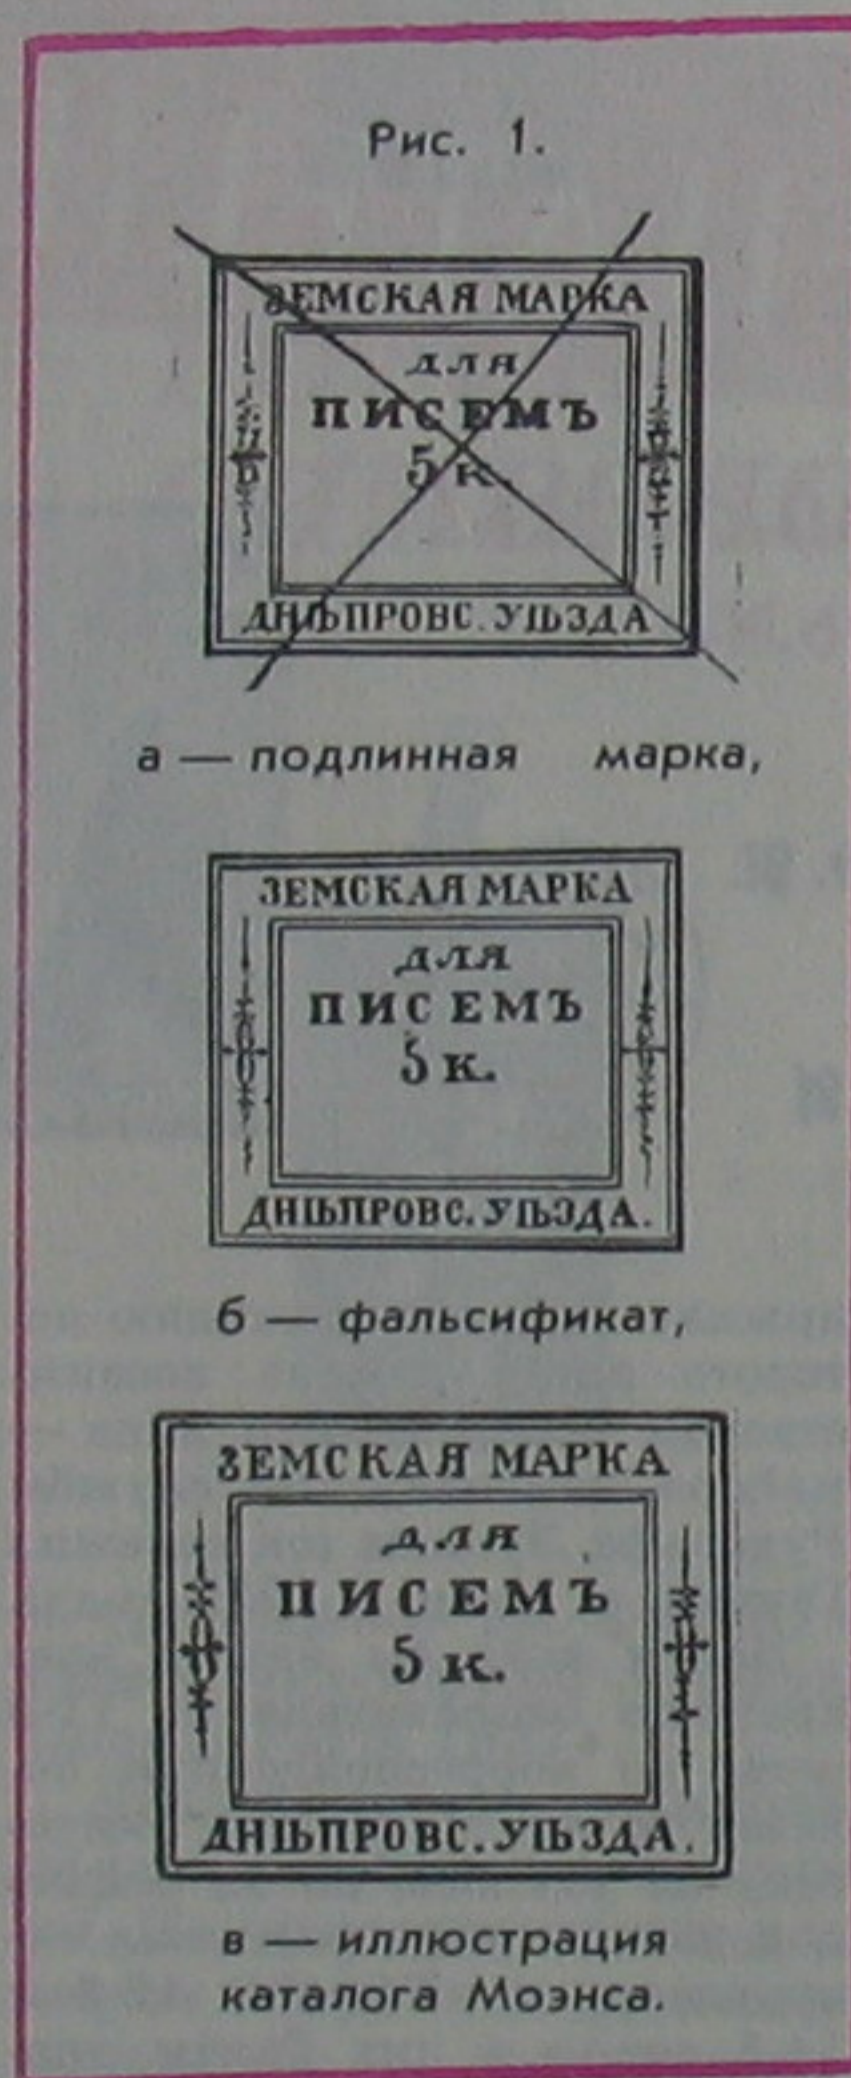 Рис. 1.
ЗЕМСКАЯ МАРКА
для
ПИСЕМЪ
5 к.
ДНѢПРОВС. УѢЗДА
а — подлинная марка,
ЗЕМСКАЯ МАРКА
для
ПИСЕМЪ
5 к.
ДНѢПРОВС. УѢЗДА.
б — фальсификат,
ЗЕМСКАЯ МАРКА
для
ПИСЕМЪ
5 к.
ДНѢПРОВС. УѢЗДА.
в — иллюстрация
каталога Моэнса.